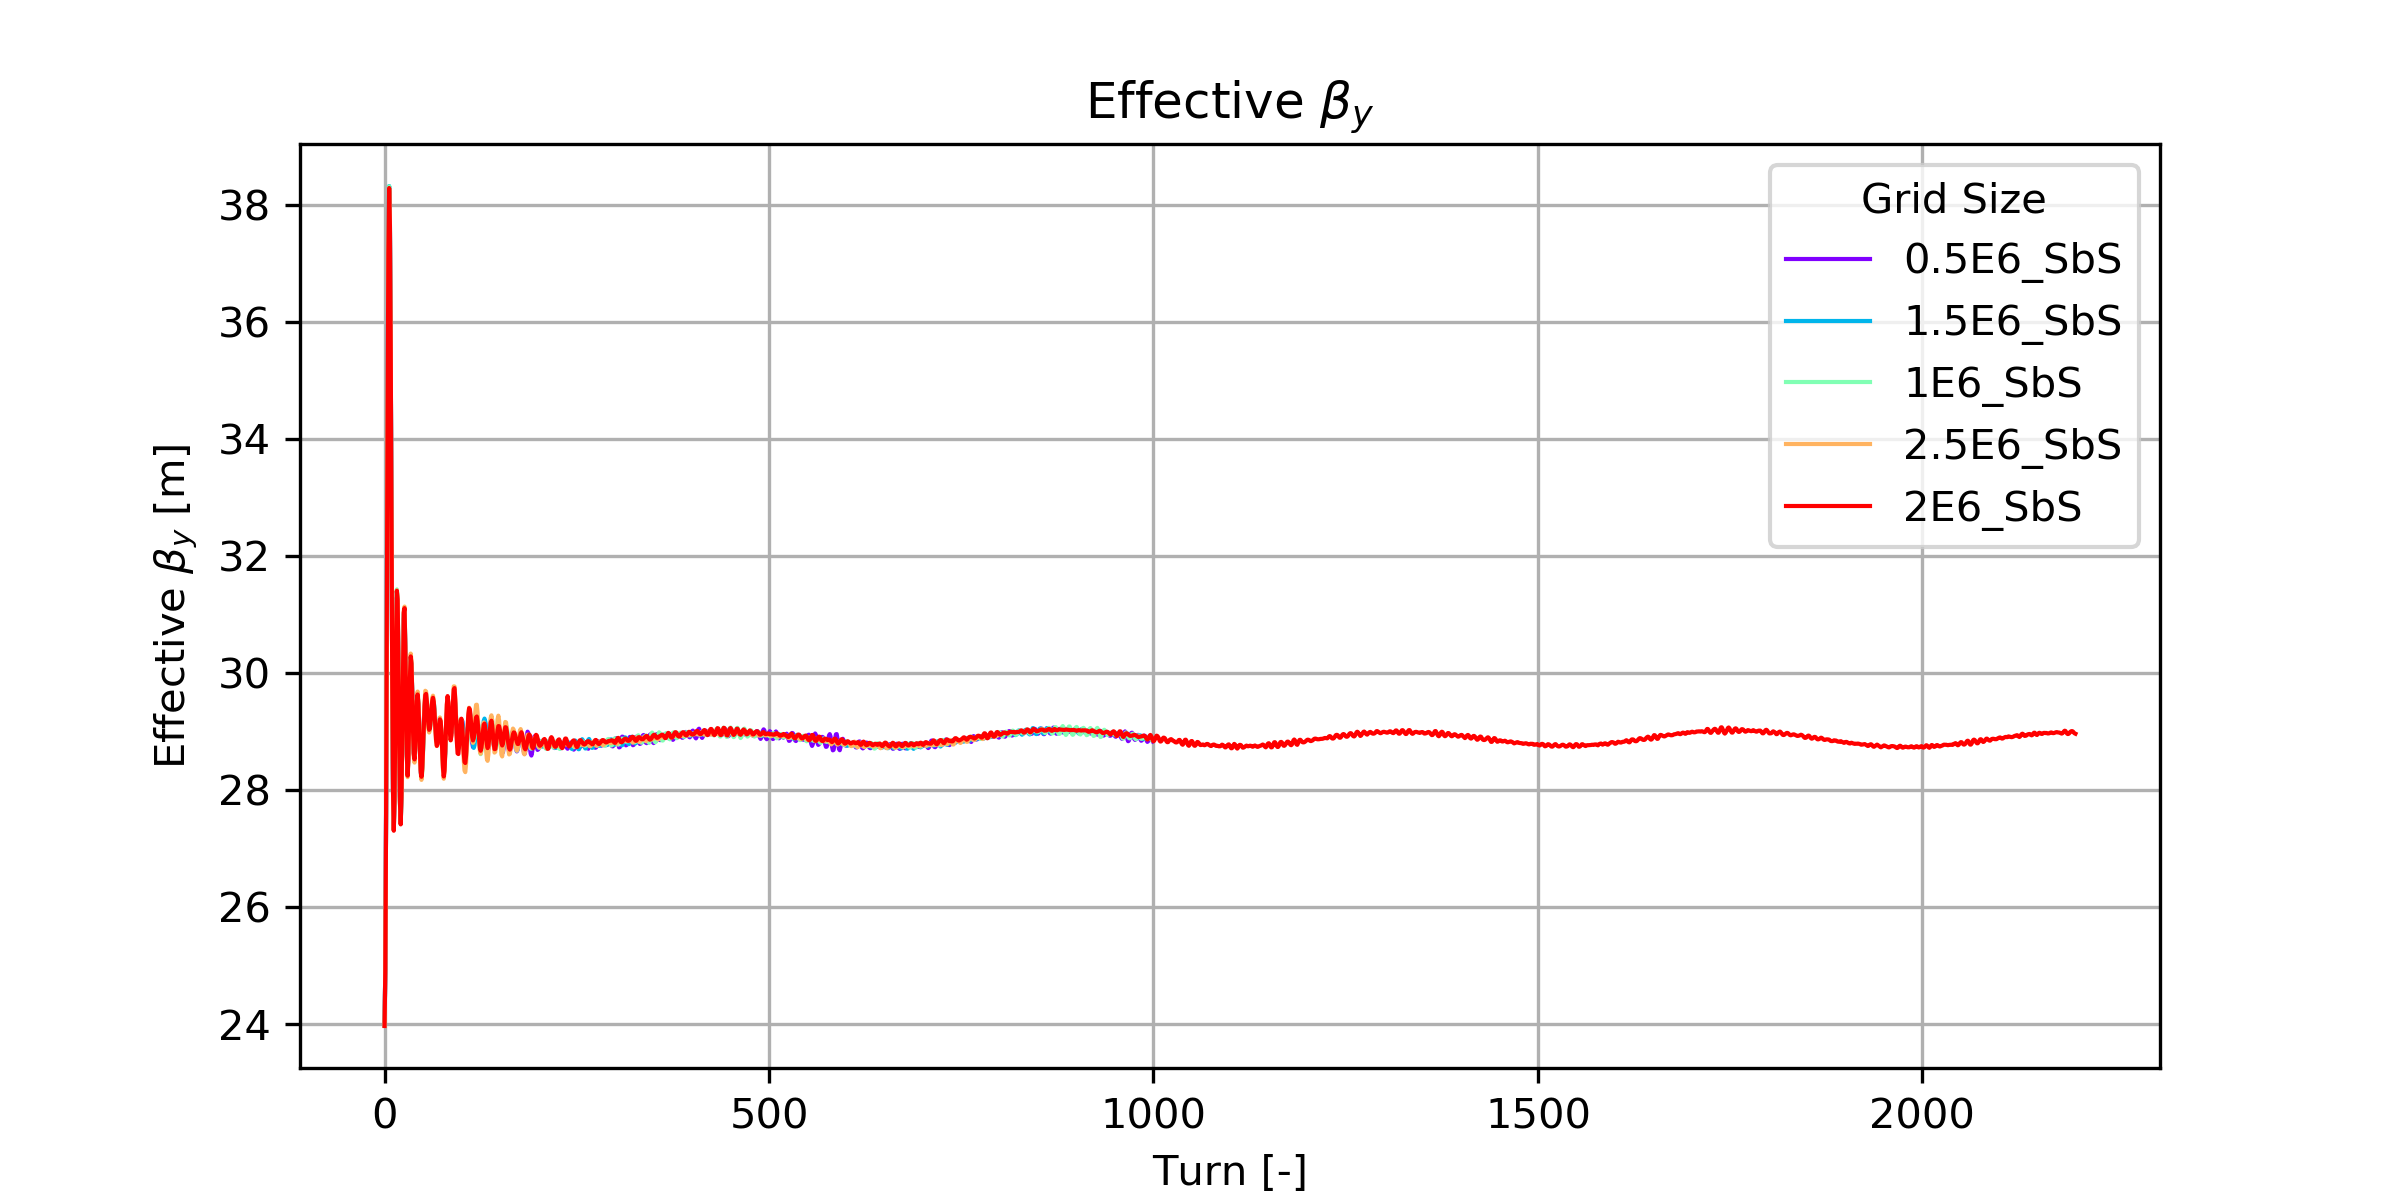 Effective βy
Grid Size
0.5E6_SbS
1.5E6_SbS
1E6_SbS
2.5E6_SbS
2E6_SbS
Effective βy [m]
38
36
34
32
30
28
26
24
0 500 1000 1500 2000
Turn [-]